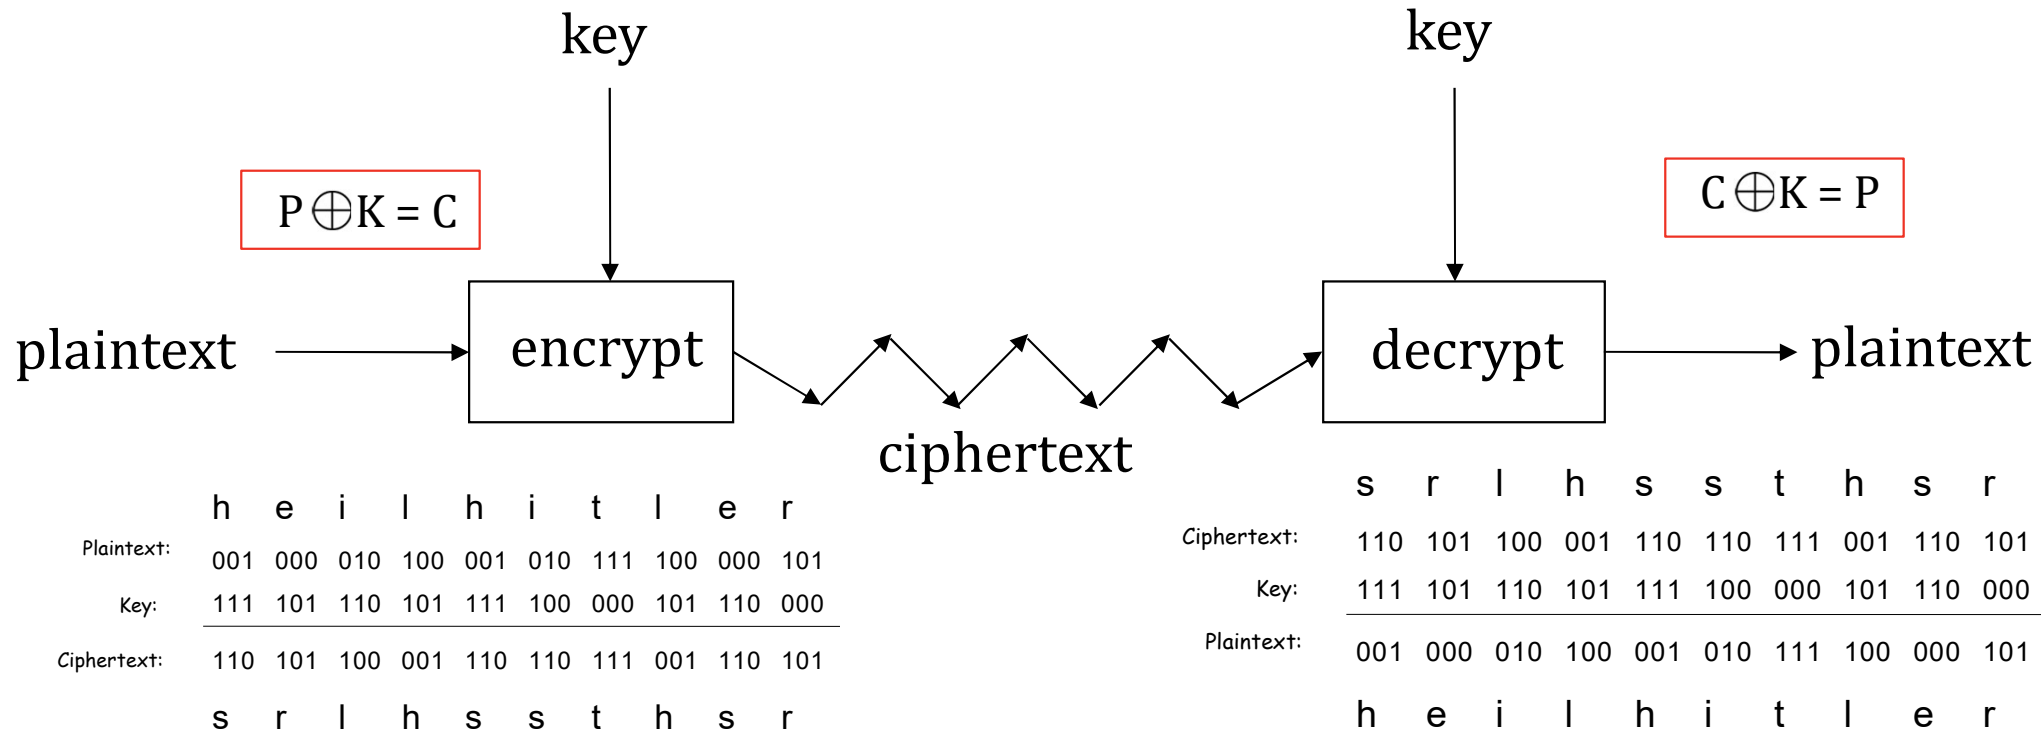 key
key
P ⊕ K = C
C ⊕ K = P
plaintext
encrypt
decrypt
plaintext
ciphertext
h e i l h i t l e r
Plaintext: 001 000 010 100 001 010 111 100 000 101
Key: 111 101 110 101 111 100 000 101 110 000
Ciphertext: 110 101 100 001 110 110 111 001 110 101
s r l h s s t h s r
s r l h s s t h s r
Ciphertext: 110 101 100 001 110 110 111 001 110 101
Key: 111 101 110 101 111 100 000 101 110 000
Plaintext: 001 000 010 100 001 010 111 100 000 101
h e i l h i t l e r